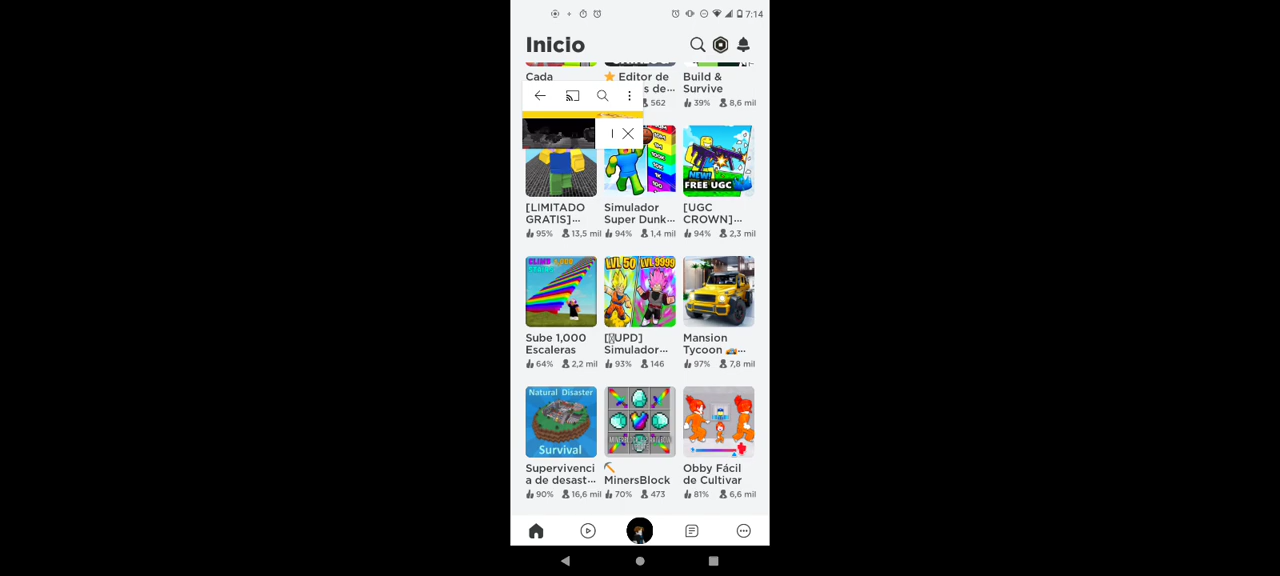 7:14
Inicio
Cada
⭐ Editor de
s de...
562
Build &
Survive
39% 8,6 mil
NEW!
FREE UGC
[LIMITADO
GRATIS]...
95% 13,5 mil
Simulador
Super Dunk...
94% 1,4 mil
[UGC
CROWN]...
94% 2,3 mil
CLIMB 1,000
STAIRS
LVL 50 LVL 9999
Sube 1,000
Escaleras
64% 2,2 mil
UPD]
Simulador...
93% 146
Mansion
Tycoon 🚕...
97% 7,8 mil
Natural Disaster
Survival
Supervivenci
a de desast...
90% 16,6 mil
⛏️
MinersBlock
70% 473
Obby Fácil
de Cultivar
81% 6,6 mil